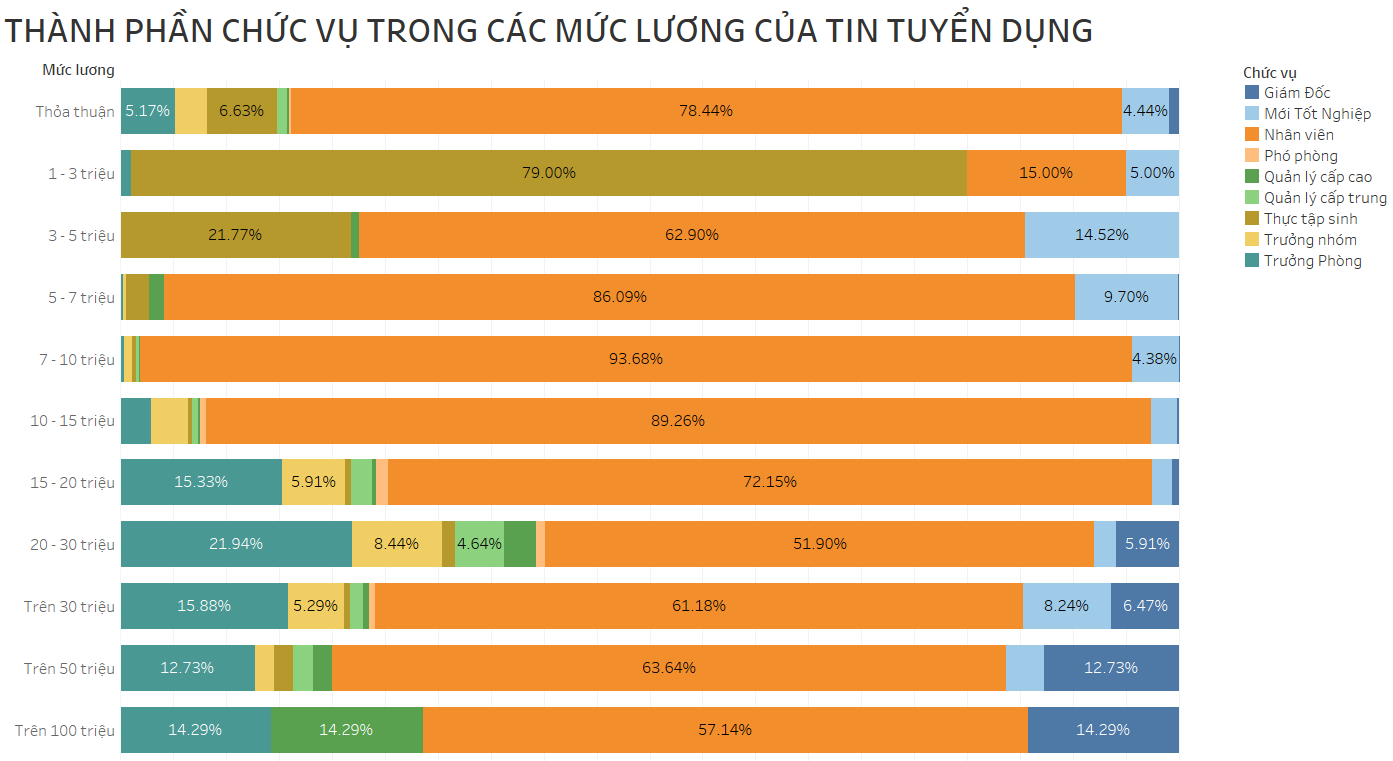 THÀNH PHẦN CHỨC VỤ TRONG CÁC MỨC LƯƠNG CỦA TIN TUYỂN DỤNG
Mức lương
Thỏa thuận 5.17% 6.63% 78.44% 4.44%
1 - 3 triệu 79.00% 15.00% 5.00%
3 - 5 triệu 21.77% 62.90% 14.52%
5 - 7 triệu 86.09% 9.70%
7 - 10 triệu 93.68% 4.38%
10 - 15 triệu 89.26%
15 - 20 triệu 15.33% 5.91% 72.15%
20 - 30 triệu 21.94% 8.44% 4.64% 51.90% 5.91%
Trên 30 triệu 15.88% 5.29% 61.18% 8.24% 6.47%
Trên 50 triệu 12.73% 63.64% 12.73%
Trên 100 triệu 14.29% 14.29% 57.14% 14.29%
Chức vụ
Giám Đốc
Mới Tốt Nghiệp
Nhân viên
Phó phòng
Quản lý cấp cao
Quản lý cấp trung
Thực tập sinh
Trưởng nhóm
Trưởng Phòng